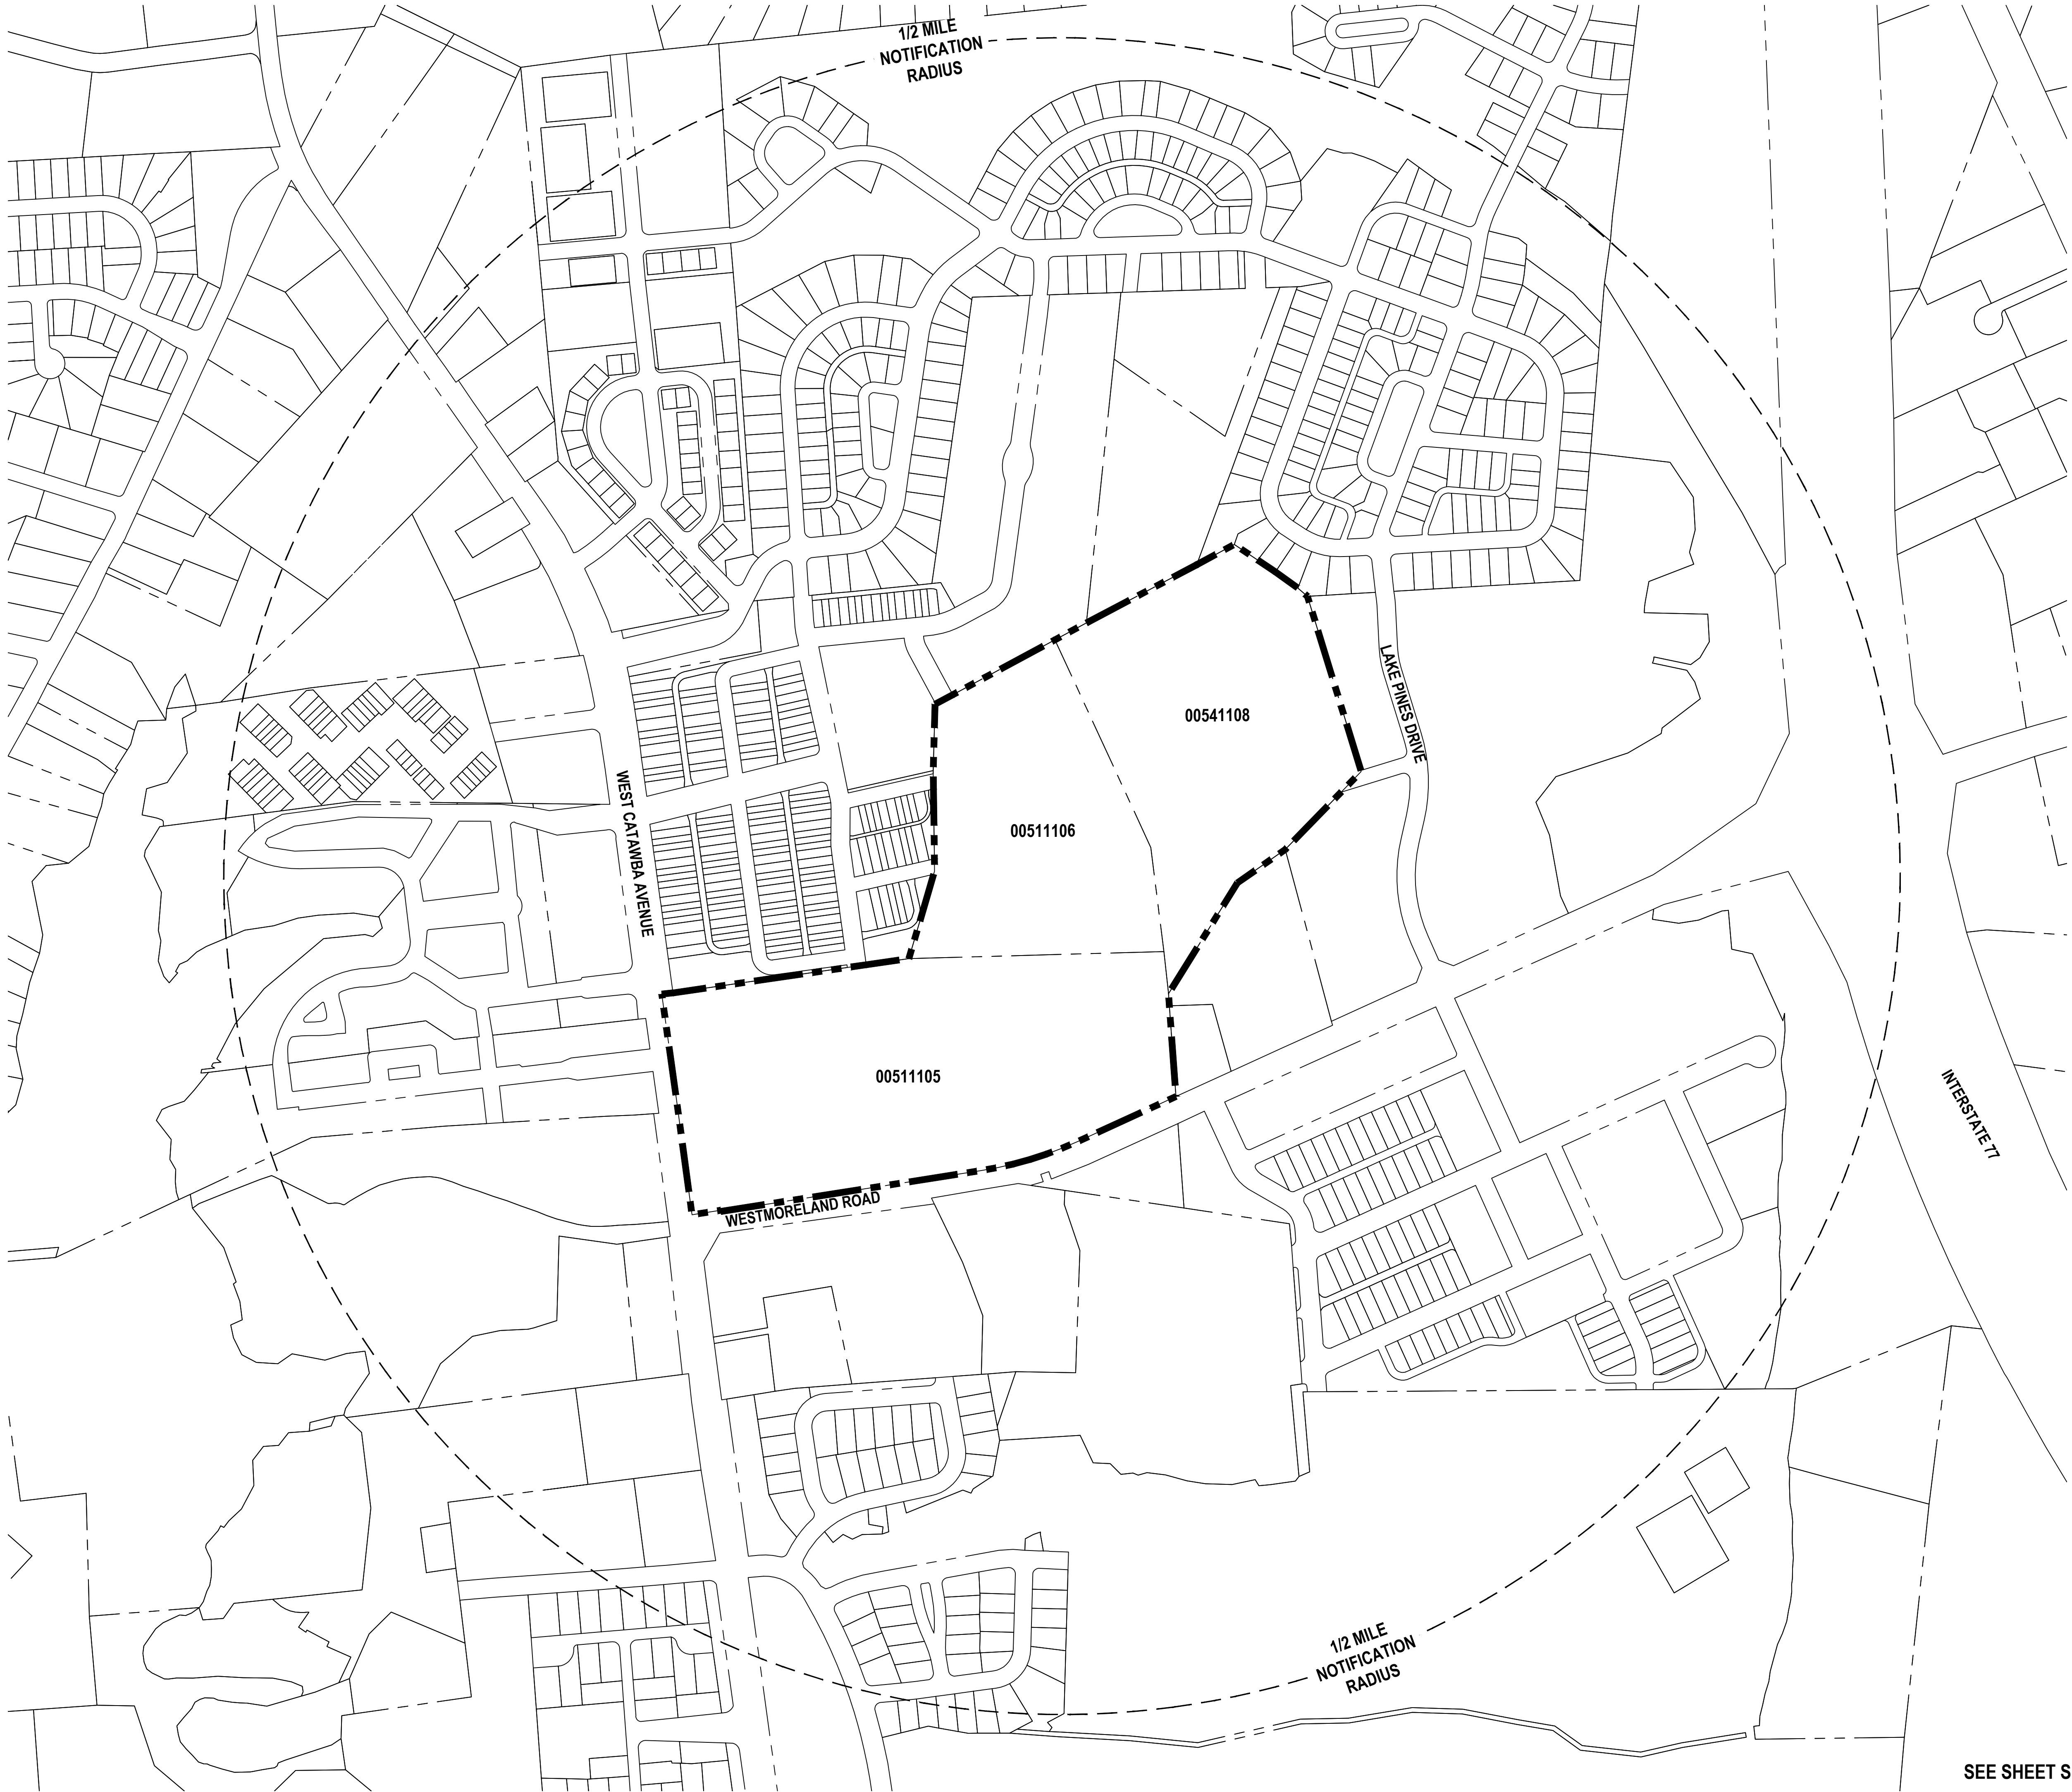 1/2 MILE
NOTIFICATION
RADIUS
LAKE PINES DRIVE
00541108
WEST CATAWBA AVENUE
00511106
00511105
INTERSTATE 77
WESTMORELAND ROAD
1/2 MILE
NOTIFICATION
RADIUS
SEE SHEET S